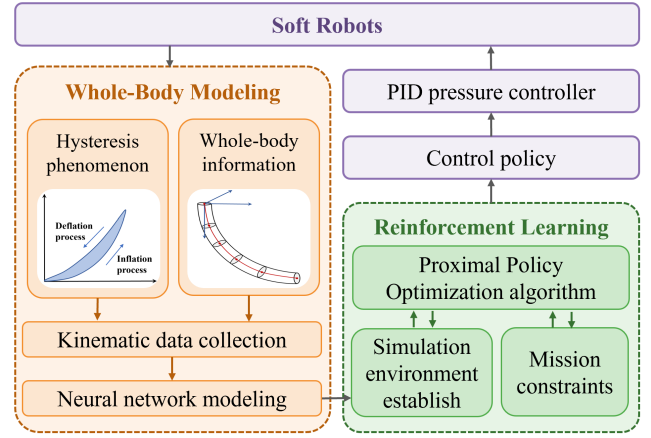 Soft Robots
Whole-Body Modeling
Hysteresis
phenomenon
Deflation
process
Inflation
process
Whole-body
information
Kinematic data collection
Neural network modeling
PID pressure controller
Control policy
Reinforcement Learning
Proximal Policy
Optimization algorithm
Simulation
environment
establish
Mission
constraints